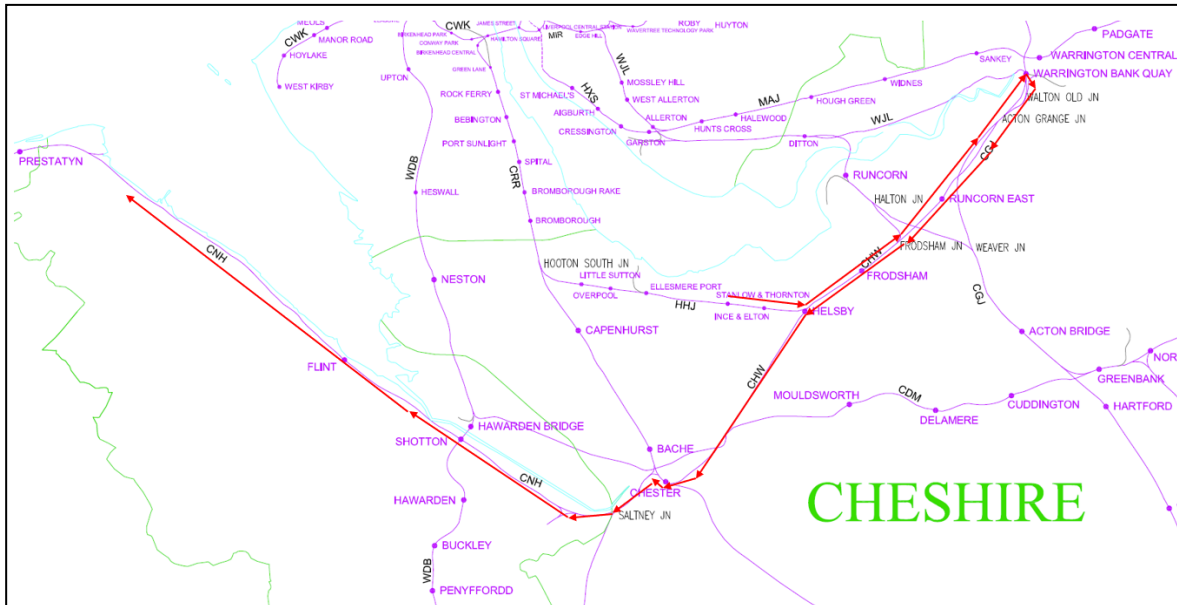 MEOLS
CWK
MANOR ROAD
HOYLAKE
WEST KIRBY
BIRKENHEAD PARK
CONWAY PARK
BIRKENHEAD CENTRAL
CWK
JAMES STREET
HAMILTON SQUARE
LIVERPOOL CENTRAL STATION
EDGE HILL
MIR
ROBY
HUYTON
WAVERTREE TECHNOLOGY PARK
PADGATE
WARRINGTON CENTRAL
SANKEY
WARRINGTON BANK QUAY
UPTON
GREEN LANE
ROCK FERRY
BEBINGTON
PORT SUNLIGHT
SPITAL
WJL
MOSSLEY HILL
WEST ALLERTON
ST MICHAEL'S
HXS
AIGBURTH
CRESSINGTON
GARSTON
ALLERTON
HUNTS CROSS
HALEWOOD
MAJ
HOUGH GREEN
WIDNES
WJL
DITTON
WALTON OLD JN
ACTON GRANGE JN
CGJ
PRESTATYN
WDB
HESWALL
CRR
BROMBOROUGH RAKE
BROMBOROUGH
RUNCORN
HALTON JN
RUNCORN EAST
CNH
HOOTON SOUTH JN
LITTLE SUTTON
OVERPOOL
ELLESMERE PORT
STANLOW & THORNTON
INCE & ELTON
HHJ
HELSBY
CHW
FRODSHAM JN
WEAVER JN
FRODSHAM
CGJ
NESTON
CAPENHURST
ACTON BRIDGE
FLINT
CHW
MOULDSWORTH
CDM
DELAMERE
CUDDINGTON
GREENBANK
NOR
HARTFORD
HAWARDEN BRIDGE
SHOTTON
BACHE
CNH
CHESTER
HAWARDEN
SALTNEY JN
CHESHIRE
BUCKLEY
WDB
PENYFFORDD